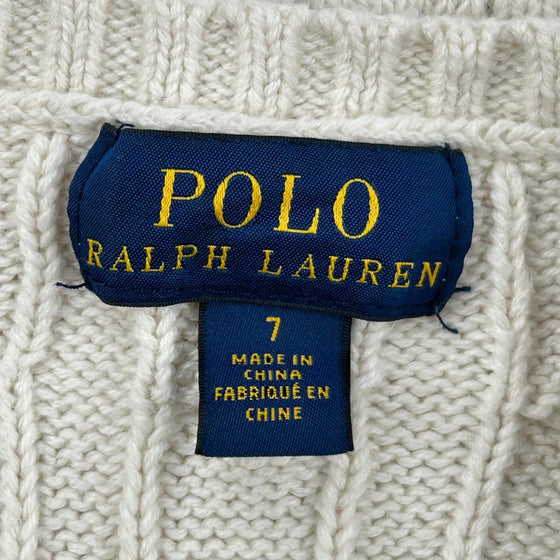 POLO
RALPH LAUREN
7
MADE IN
CHINA
FABRIQUÉ EN
CHINE